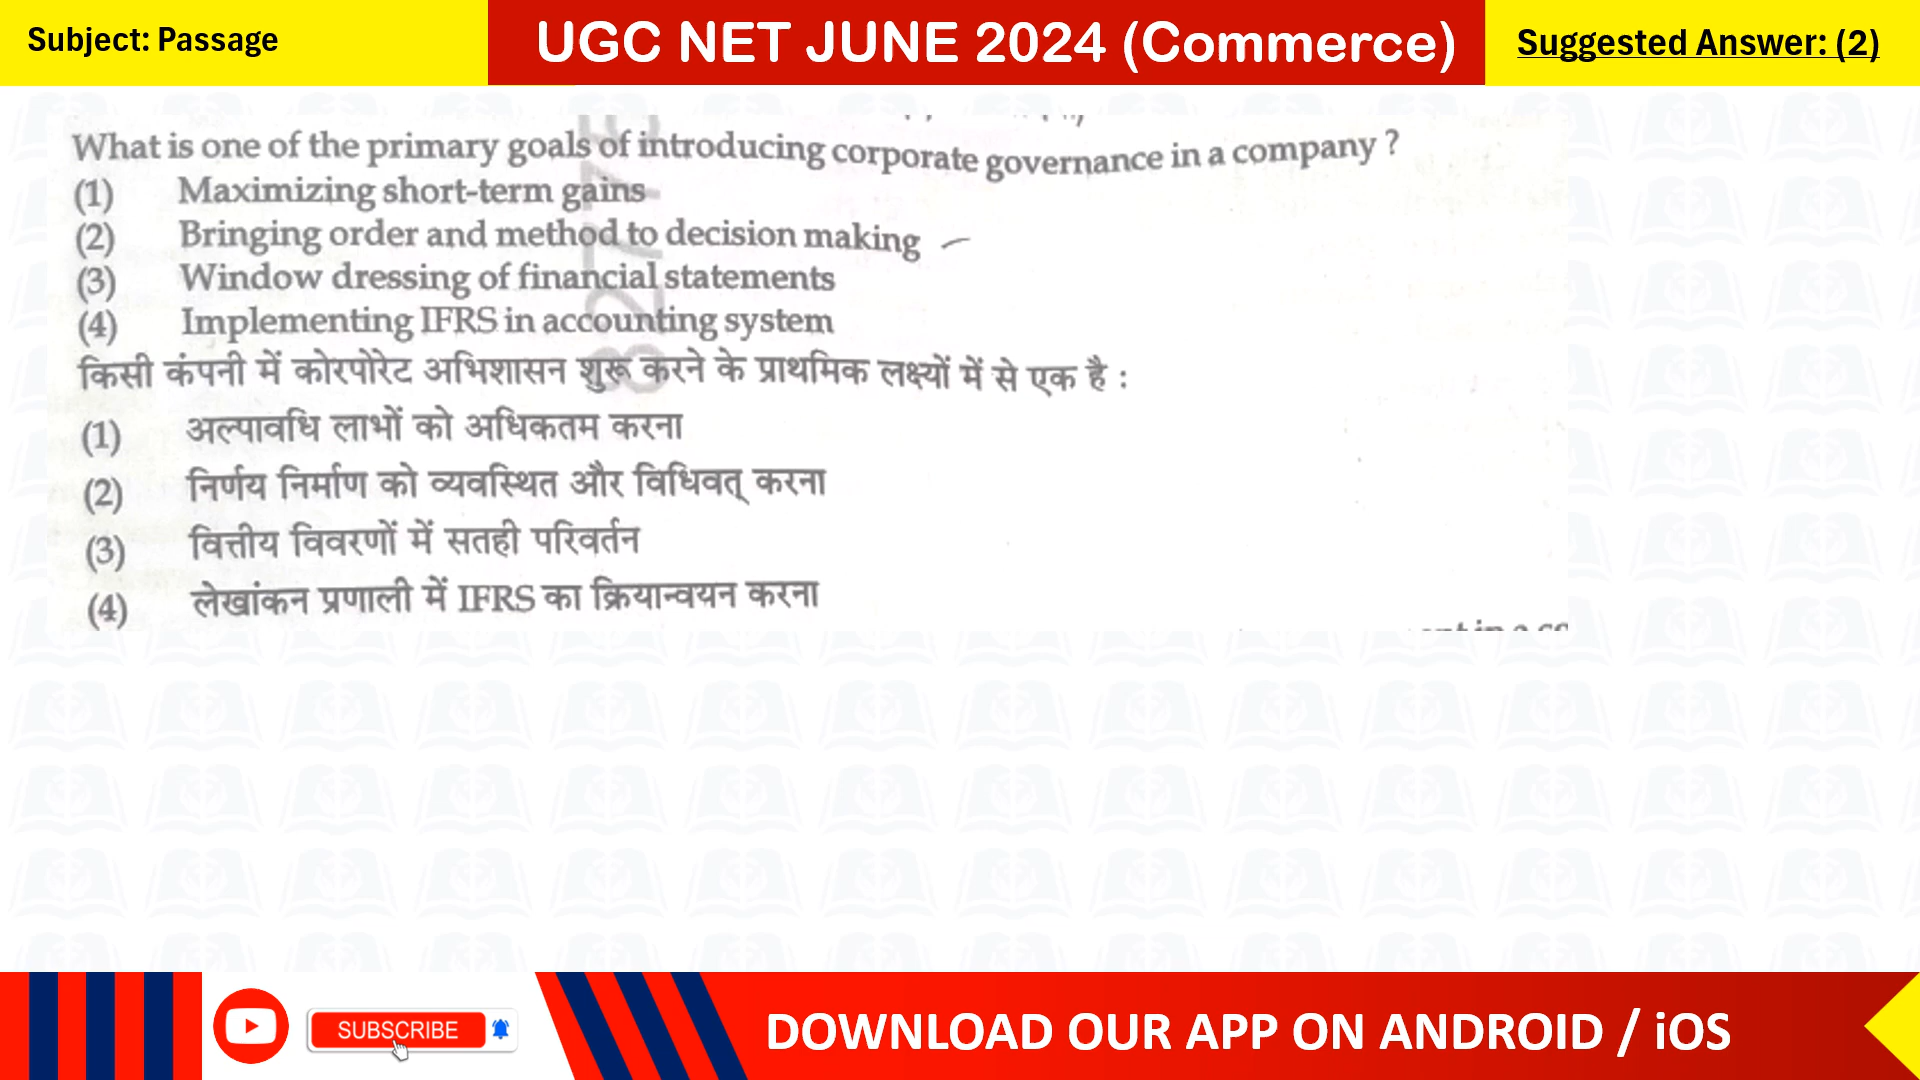 Subject: Passage
UGC NET JUNE 2024 (Commerce)
Suggested Answer: (2)
What is one of the primary goals of introducing corporate governance in a company ?
(1) Maximizing short-term gains
(2) Bringing order and method to decision making
(3) Window dressing of financial statements
(4) Implementing IFRS in accounting system
किसी कंपनी में कोरपोरेट अभिशासन शुरू करने के प्राथमिक लक्ष्यों में से एक है :
(1) अल्पावधि लाभों को अधिकतम करना
(2) निर्णय निर्माण को व्यवस्थित और विधिवत् करना
(3) वित्तीय विवरणों में सतही परिवर्तन
(4) लेखांकन प्रणाली में IFRS का क्रियान्वयन करना
SUBSCRIBE
DOWNLOAD OUR APP ON ANDROID / iOS